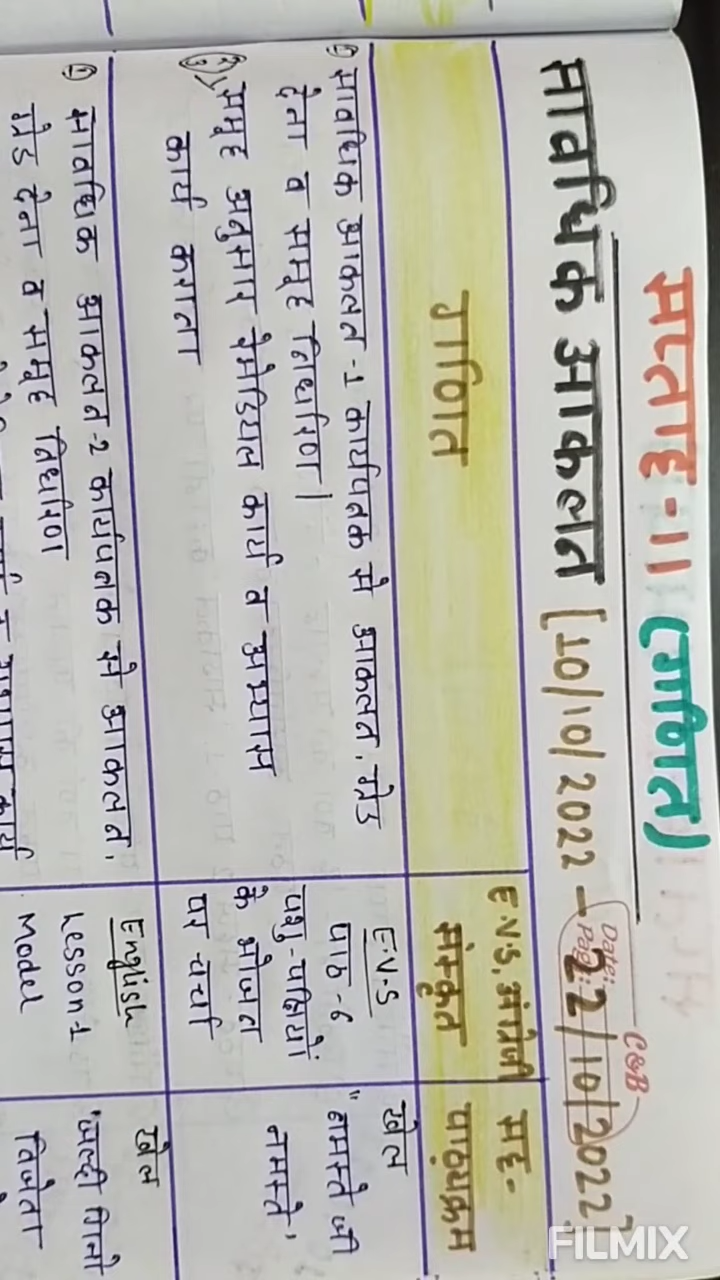 सप्ताह-11 (गणित)
सावधिक आकलन [10/10/2022 - 22/10/2022]
Date:
Page:
C&B
गणित
E.V.S, अंग्रेजी
संस्कृत
सह-
पाठ्यक्रम
① सावधिक आकलन-1 कार्यपत्रक से आकलन, ग्रेड
देना व समूह निर्धारण।
समूह अनुसार रेमेडियल कार्य व अभ्यास
कार्य कराना
E.V.S
पाठ-6
पशु-पक्षियों
के भोजन
पर चर्चा
खेल
"नमस्ते जी
नमस्ते"
① सावधिक आकलन-2 कार्यपत्रक से आकलन,
ग्रेड देना व समूह निर्धारण
कार्य व अभ्यास कार्य
English
Lesson 1
Model
खेल
"जल्दी गिनो
विजेता
FILMIX